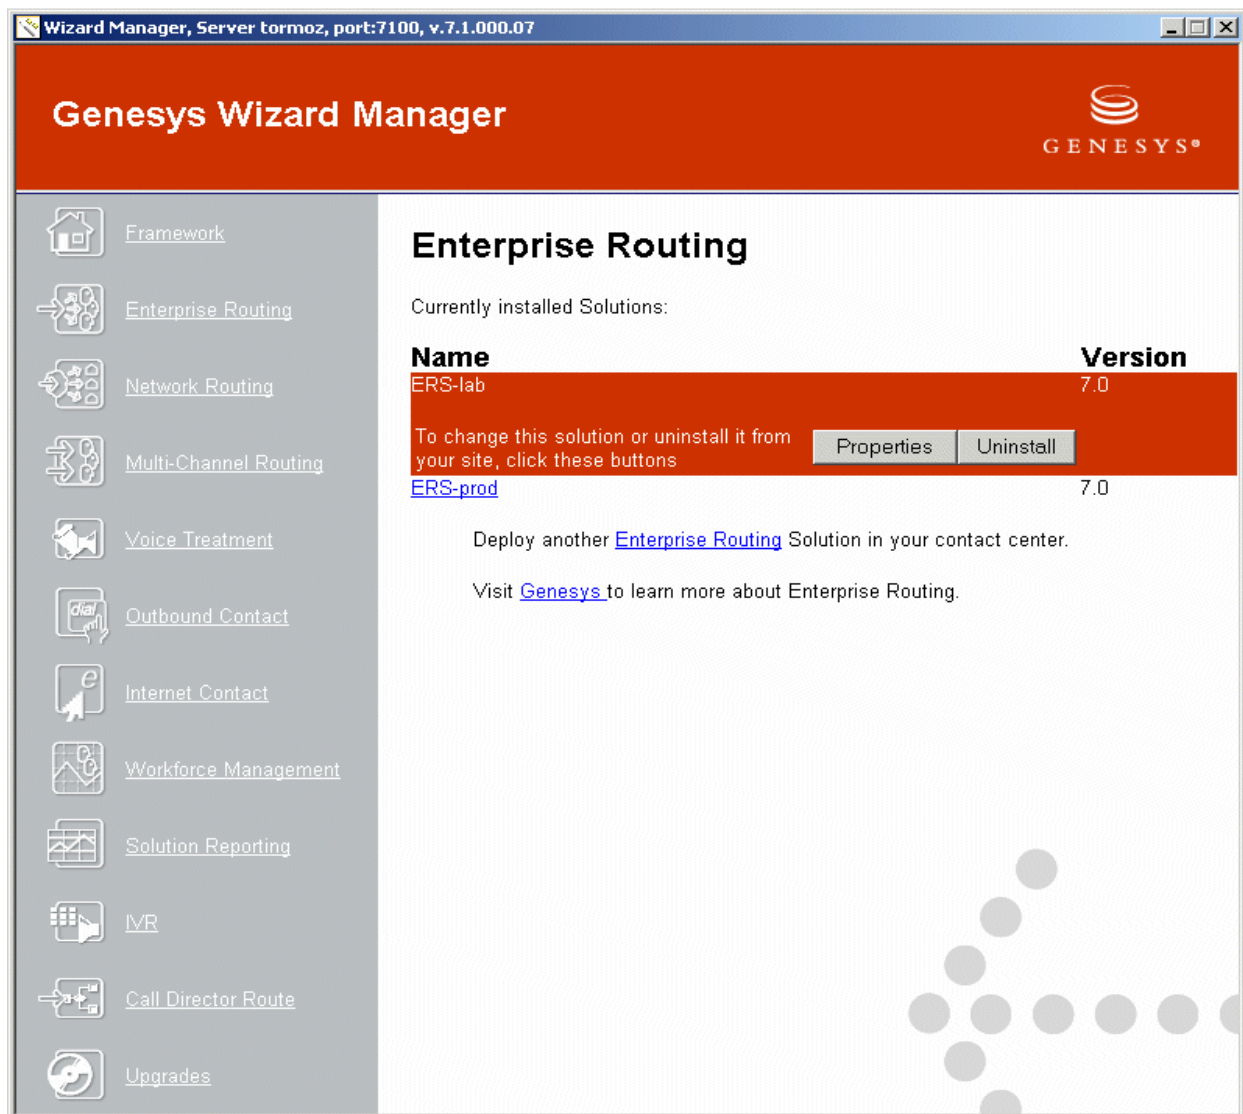 Wizard Manager, Server tormoz, port:7100, v.7.1.000.07
Genesys Wizard Manager
GENESYS®
Framework
Enterprise Routing
Network Routing
Multi-Channel Routing
Voice Treatment
dial
Outbound Contact
e
Internet Contact
Workforce Management
Solution Reporting
IVR
Call Director Route
Upgrades
Enterprise Routing
Currently installed Solutions:
Name Version
ERS-lab 7.0
To change this solution or uninstall it from
your site, click these buttons
Properties Uninstall
ERS-prod 7.0
Deploy another Enterprise Routing Solution in your contact center.
Visit Genesys to learn more about Enterprise Routing.